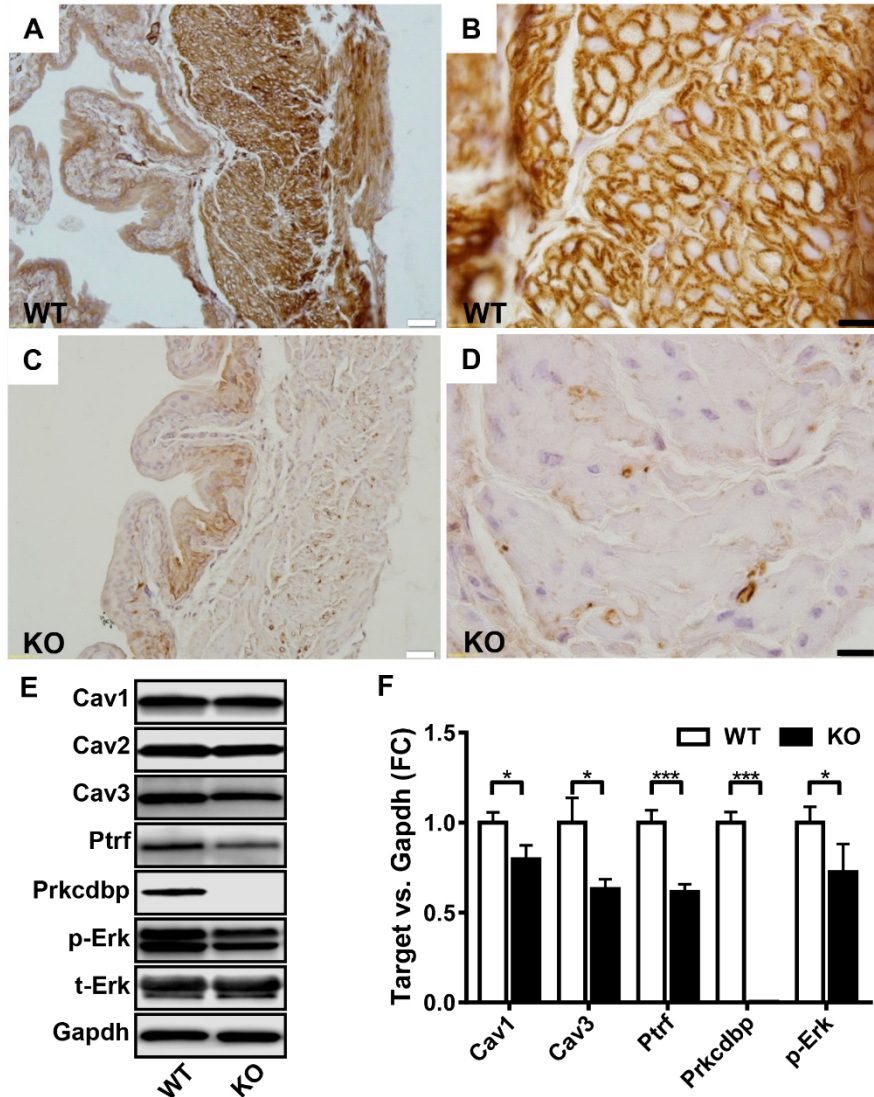 A
WT
B
C
KO
D
KO
E
Cav1
Cav2
Cav3
Ptrf
Prkcdbp
p-Erk
t-Erk
Gapdh
WT
KO
F
WT
KO
Target vs. Gapdh (FC)
1.5
1.0
0.5
0.0
*
*
***
***
*
Cav1
Cav3
Ptrf
Prkcdbp
p-Erk